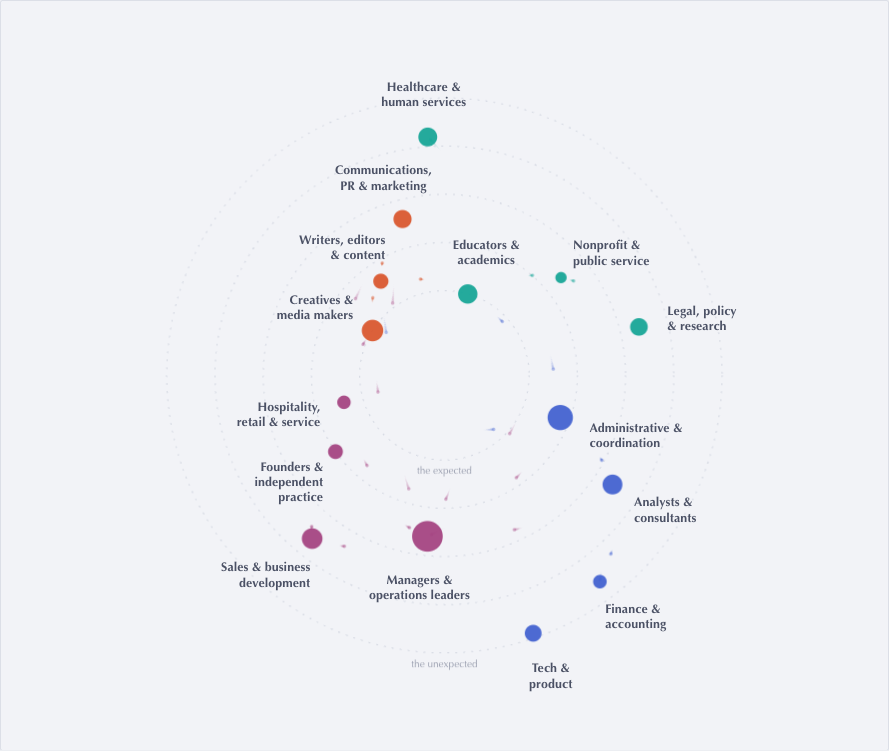 Healthcare &
human services
Communications,
PR & marketing
Writers, editors
& content
Educators &
academics
Nonprofit &
public service
Creatives &
media makers
Legal, policy
& research
Hospitality,
retail & service
Administrative &
coordination
Founders &
independent
practice
the expected
Analysts &
consultants
Sales & business
development
Managers &
operations leaders
Finance &
accounting
the unexpected
Tech &
product